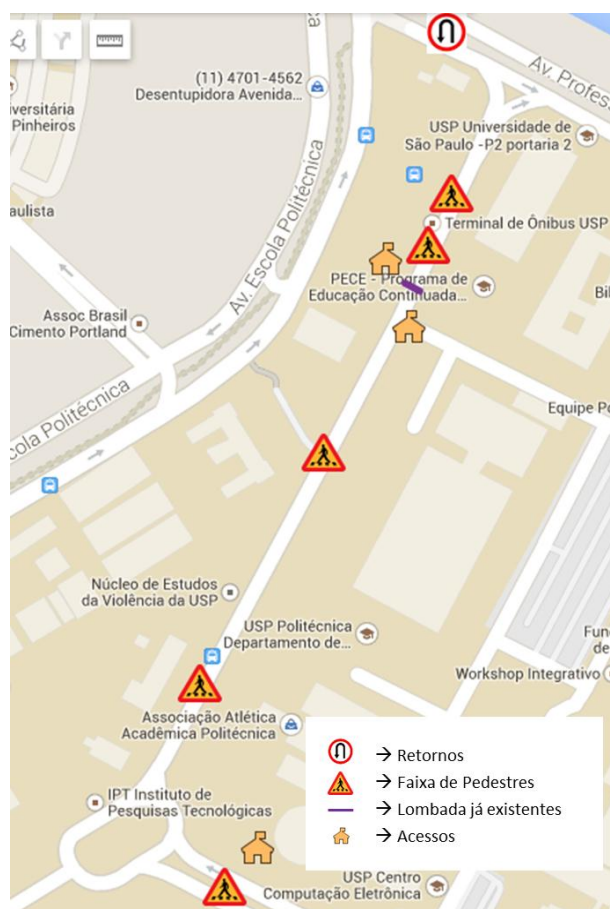 (11) 4701-4562
Desentupidora Avenida...
iversitária
Pinheiros
Av. Profes
USP Universidade de
São Paulo -P2 portaria 2
aulista
Av. Escola Politécnica
Terminal de Ônibus USP
PECE - Programa de
Educação Continuada...
Bil
Assoc Brasil
Cimento Portland
cola Politécnica
Equipe Po
Núcleo de Estudos
da Violência da USP
USP Politécnica
Departamento de...
Fun
de
Workshop Integrativo
Associação Atlética
Acadêmica Politécnica
→ Retornos
→ Faixa de Pedestres
→ Lombada já existentes
→ Acessos
IPT Instituto de
Pesquisas Tecnológicas
USP Centro
Computação Eletrônica